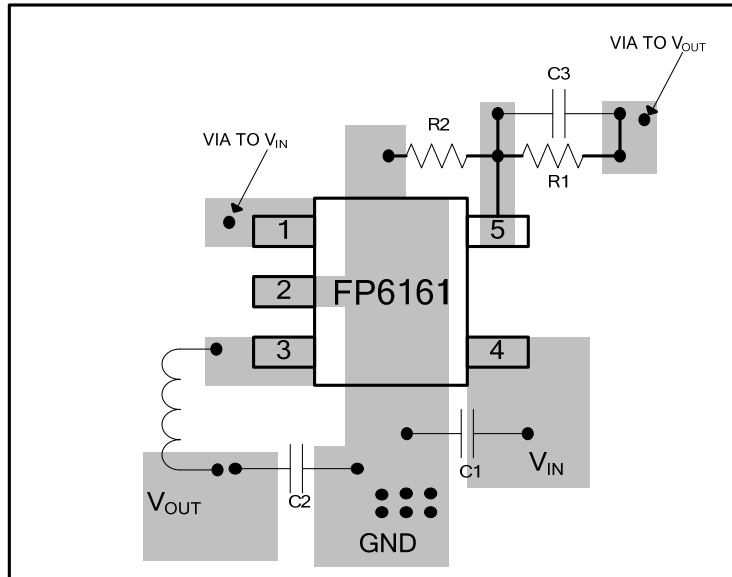 VIA TO VOUT
C3
R2
VIA TO VIN
R1
1
5
2
FP6161
3
4
C1
VIN
C2
VOUT
GND